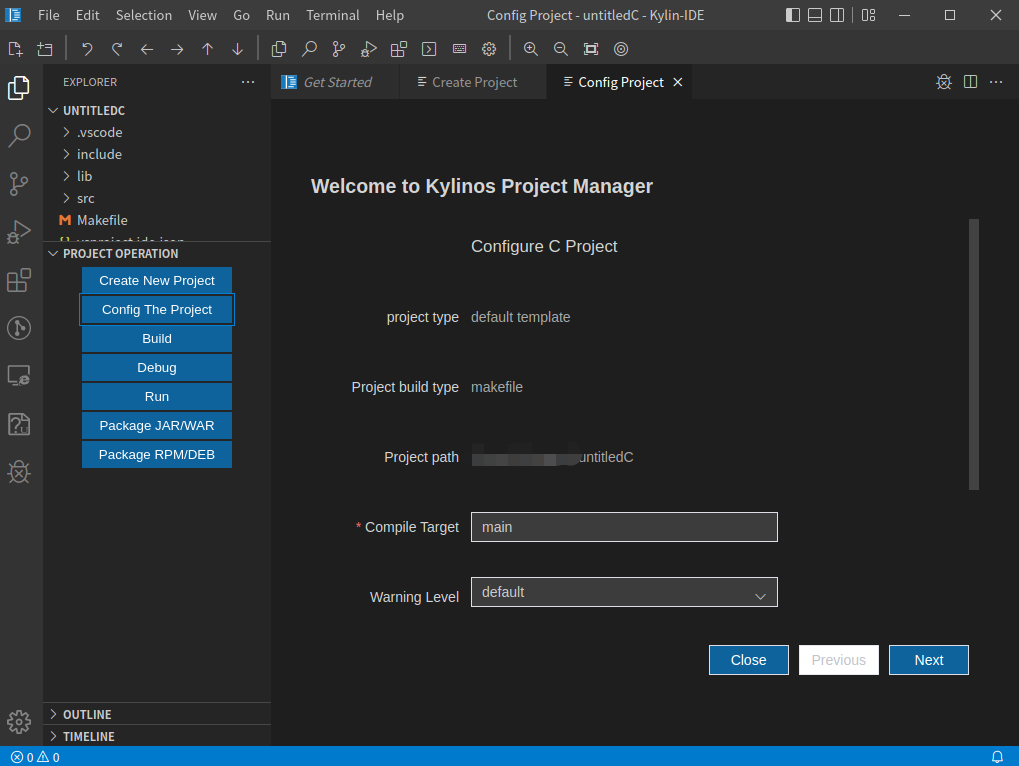 File Edit Selection View Go Run Terminal Help Config Project - untitledC - Kylin-IDE
EXPLORER
Get Started Create Project Config Project
UNTITLEDC
.vscode
include
lib
src
Makefile
PROJECT OPERATION
Create New Project
Config The Project
Build
Debug
Run
Package JAR/WAR
Package RPM/DEB
OUTLINE
TIMELINE
Welcome to Kylinos Project Manager
Configure C Project
project type default template
Project build type makefile
Project path untitledC
* Compile Target main
Warning Level default
Close Previous Next
0 0